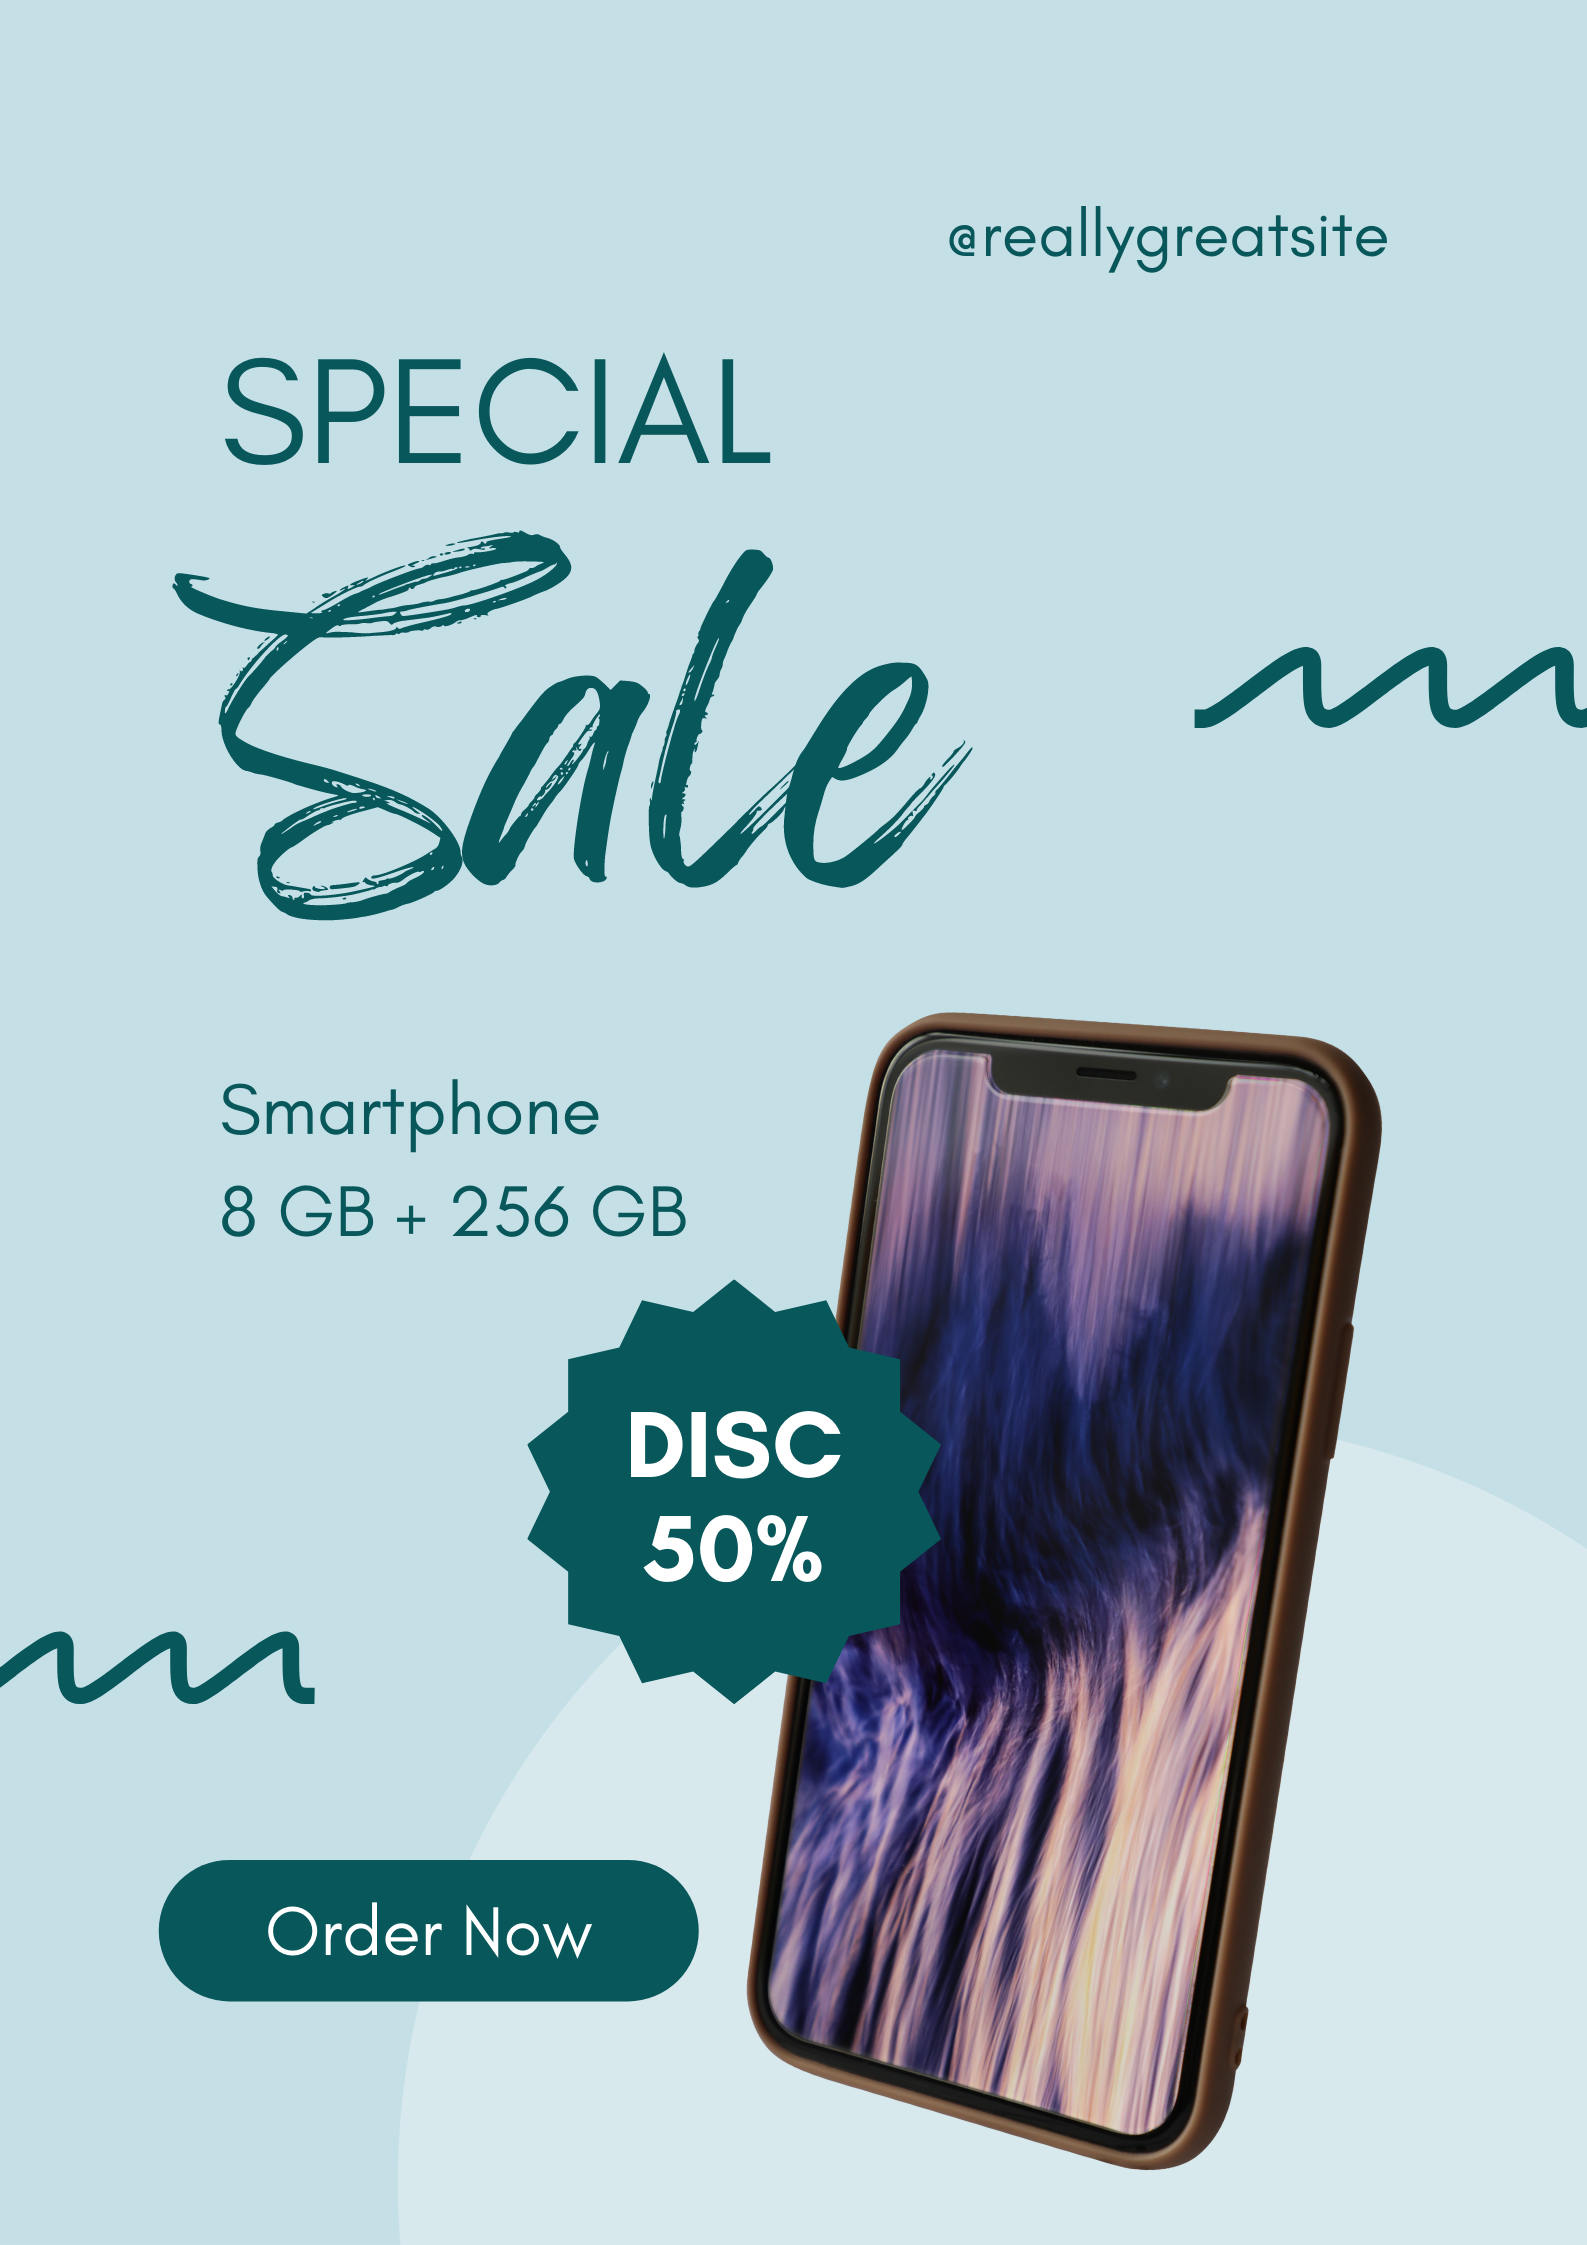 @reallygreatsite
SPECIAL
Sale
Smartphone
8 GB + 256 GB
DISC
50%
Order Now